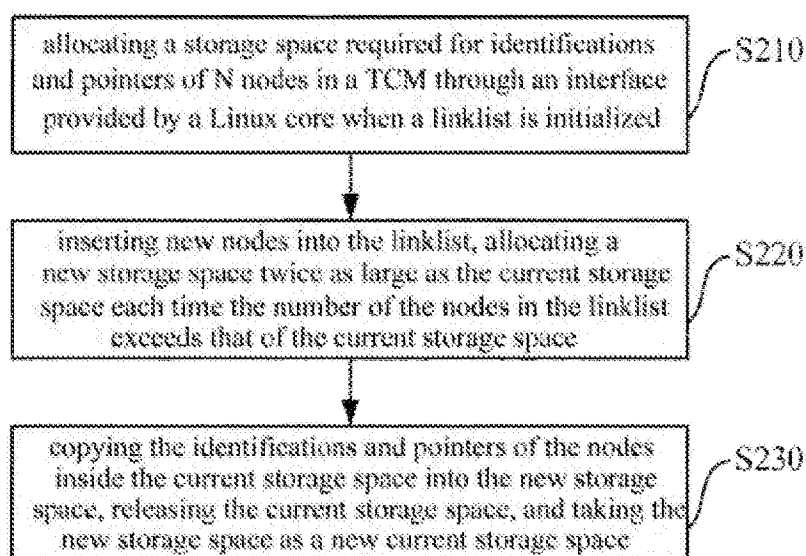 allocating a storage space required for identifications
and pointers of N nodes in a TCM through an interface
provided by a Linux core when a linklist is initialized
S210
inserting new nodes into the linklist, allocating a
new storage space twice as large as the current storage
space each time the number of the nodes in the linklist
exceeds that of the current storage space
S220
copying the identifications and pointers of the nodes
inside the current storage space into the new storage
space, releasing the current storage space, and taking the
new storage space as a new current storage space
S230